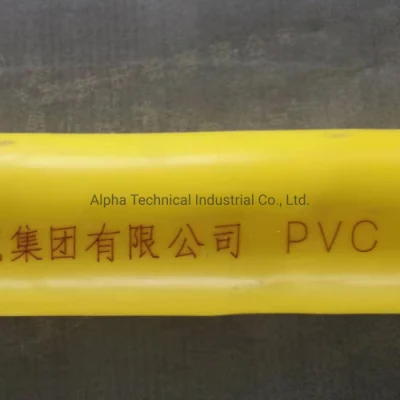 Alpha Technical Industrial Co., Ltd.
集团有限公司 PVC